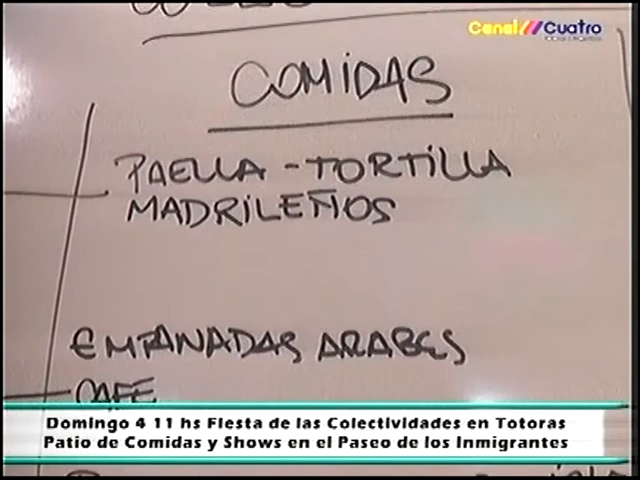 Canal///Cuatro
COMIDAS
PAELLA - TORTILLA
MADRILEÑOS
EMPANADAS ARABES
CAFE
Domingo 4 11 hs Fiesta de las Colectividades en Totoras
Patio de Comidas y Shows en el Paseo de los Inmigrantes